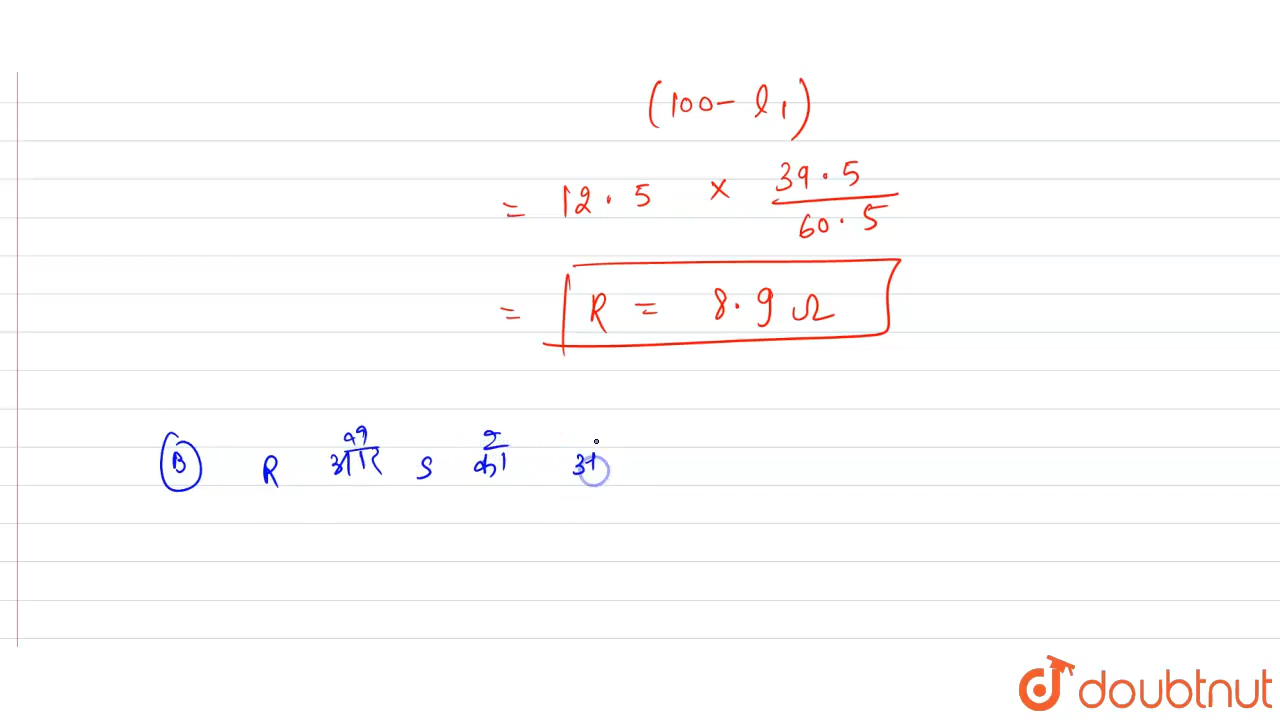 (100 - l₁)
= 12.5 × 39.5/60.5
= R = 8.9 Ω
B R और S
doubtnut